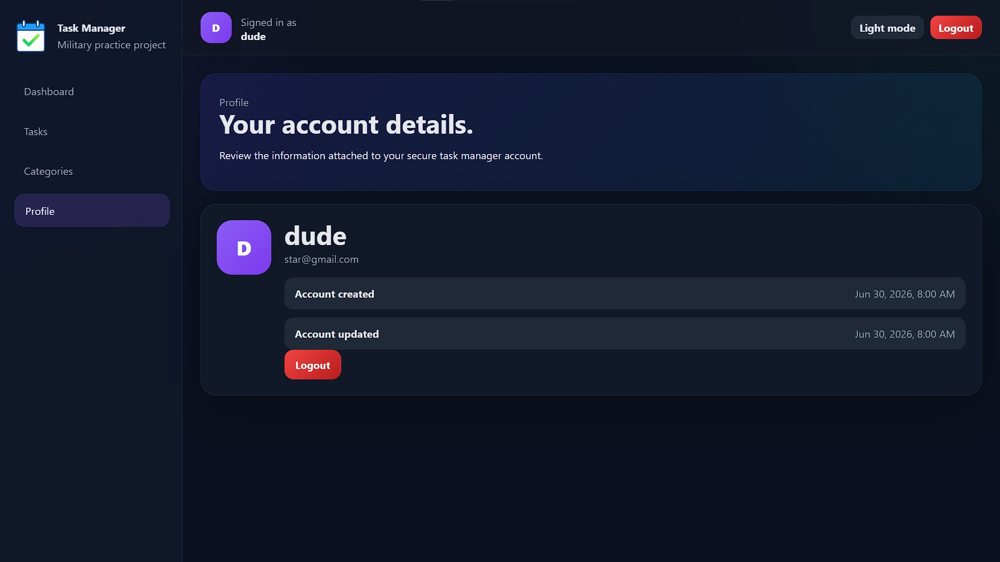 Task Manager
Military practice project
Dashboard
Tasks
Categories
Profile
D
Signed in as
dude
Light mode
Logout
Profile
Your account details.
Review the information attached to your secure task manager account.
D
dude
star@gmail.com
Account created
Jun 30, 2026, 8:00 AM
Account updated
Jun 30, 2026, 8:00 AM
Logout